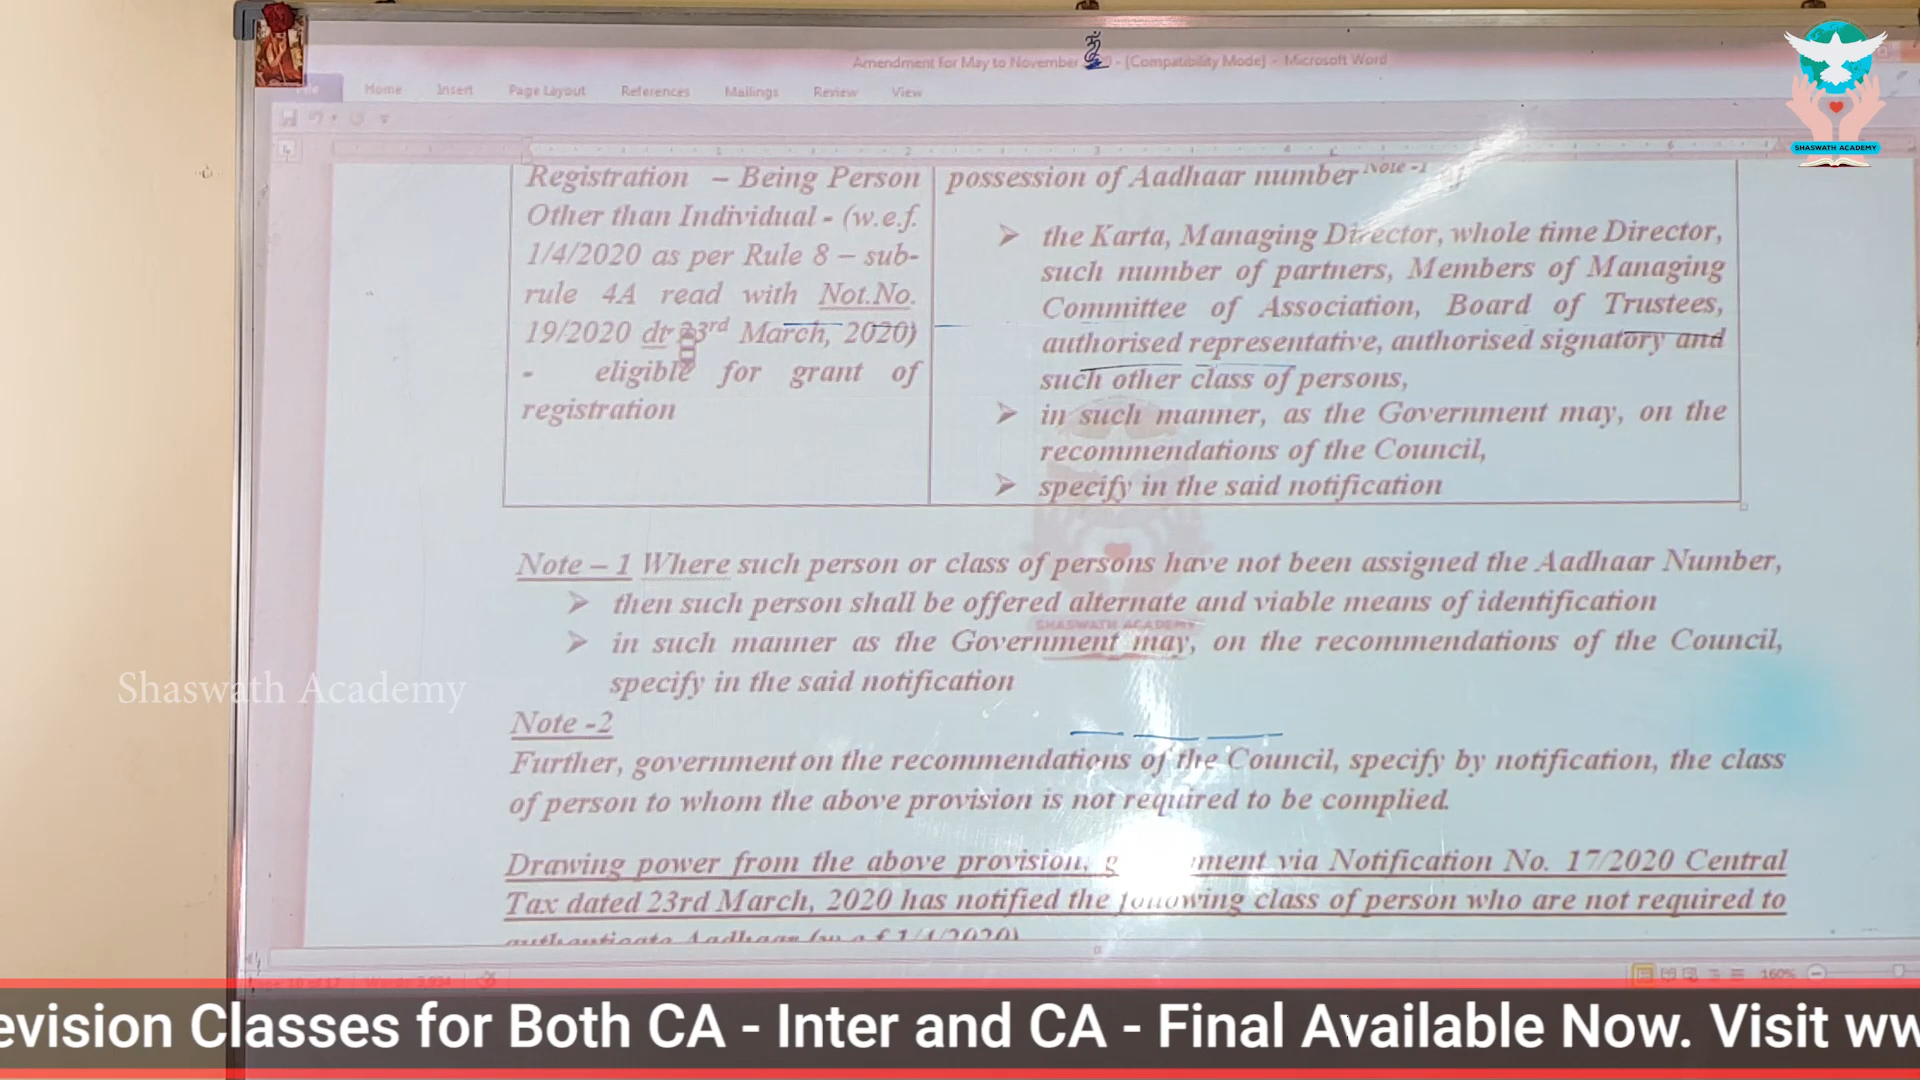 Amendment for May to November - [Compatibility Mode] - Microsoft Word
File Home Insert Page Layout References Mailings Review View
SHASWATH ACADEMY
Registration – Being Person
Other than Individual - (w.e.f.
1/4/2020 as per Rule 8 – sub-
rule 4A read with Not.No.
19/2020 dt 23rd March, 2020)
- eligible for grant of
registration
possession of Aadhaar number Note -1 of
➢ the Karta, Managing Director, whole time Director,
such number of partners, Members of Managing
Committee of Association, Board of Trustees,
authorised representative, authorised signatory and
such other class of persons,
➢ in such manner, as the Government may, on the
recommendations of the Council,
➢ specify in the said notification
Note – 1 Where such person or class of persons have not been assigned the Aadhaar Number,
➢ then such person shall be offered alternate and viable means of identification
SHASWATH ACADEMY
➢ in such manner as the Government may, on the recommendations of the Council,
specify in the said notification
Shaswath Academy
Note -2
Further, government on the recommendations of the Council, specify by notification, the class
of person to whom the above provision is not required to be complied.
Drawing power from the above provision, government via Notification No. 17/2020 Central
Tax dated 23rd March, 2020 has notified the following class of person who are not required to
authenticate Aadhaar (w.e.f 1/4/2020)
160%
evision Classes for Both CA - Inter and CA - Final Available Now. Visit ww